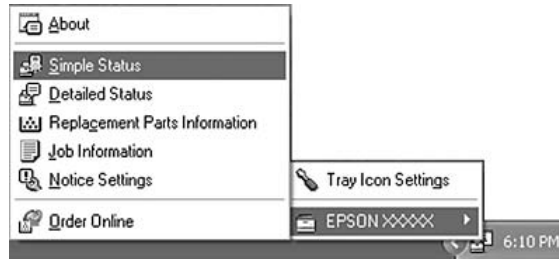 About
Simple Status
Detailed Status
Replacement Parts Information
Job Information
Notice Settings
Order Online
Tray Icon Settings
EPSON XXXXX
6:10 PM